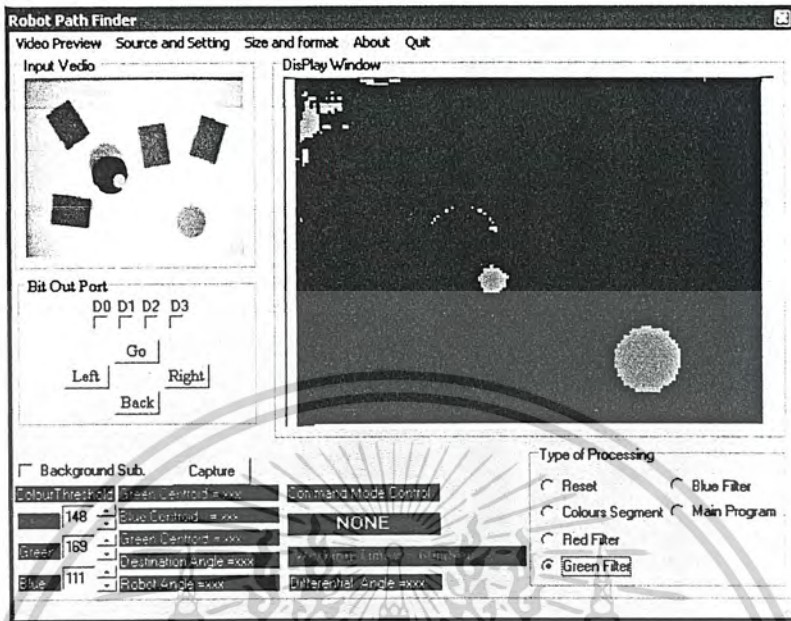 Robot Path Finder
Video Preview Source and Setting Size and format About Quit
Input Vedio
DisPlay Window
Bit Out Port
D0 D1 D2 D3
Go
Left Right
Back
Background Sub. Capture
ColourThreshold Green Centroid =xxx Command Mode Control
148 Blue Centroid = xxx NONE
Green 169 Green Centroid =xxx
Destination Angle =xxx
Blue 111 Robot Angle =xxx Differential Angle =xxx
Type of Processing
Reset Blue Filter
Colours Segment Main Program
Red Filter
Green Filter